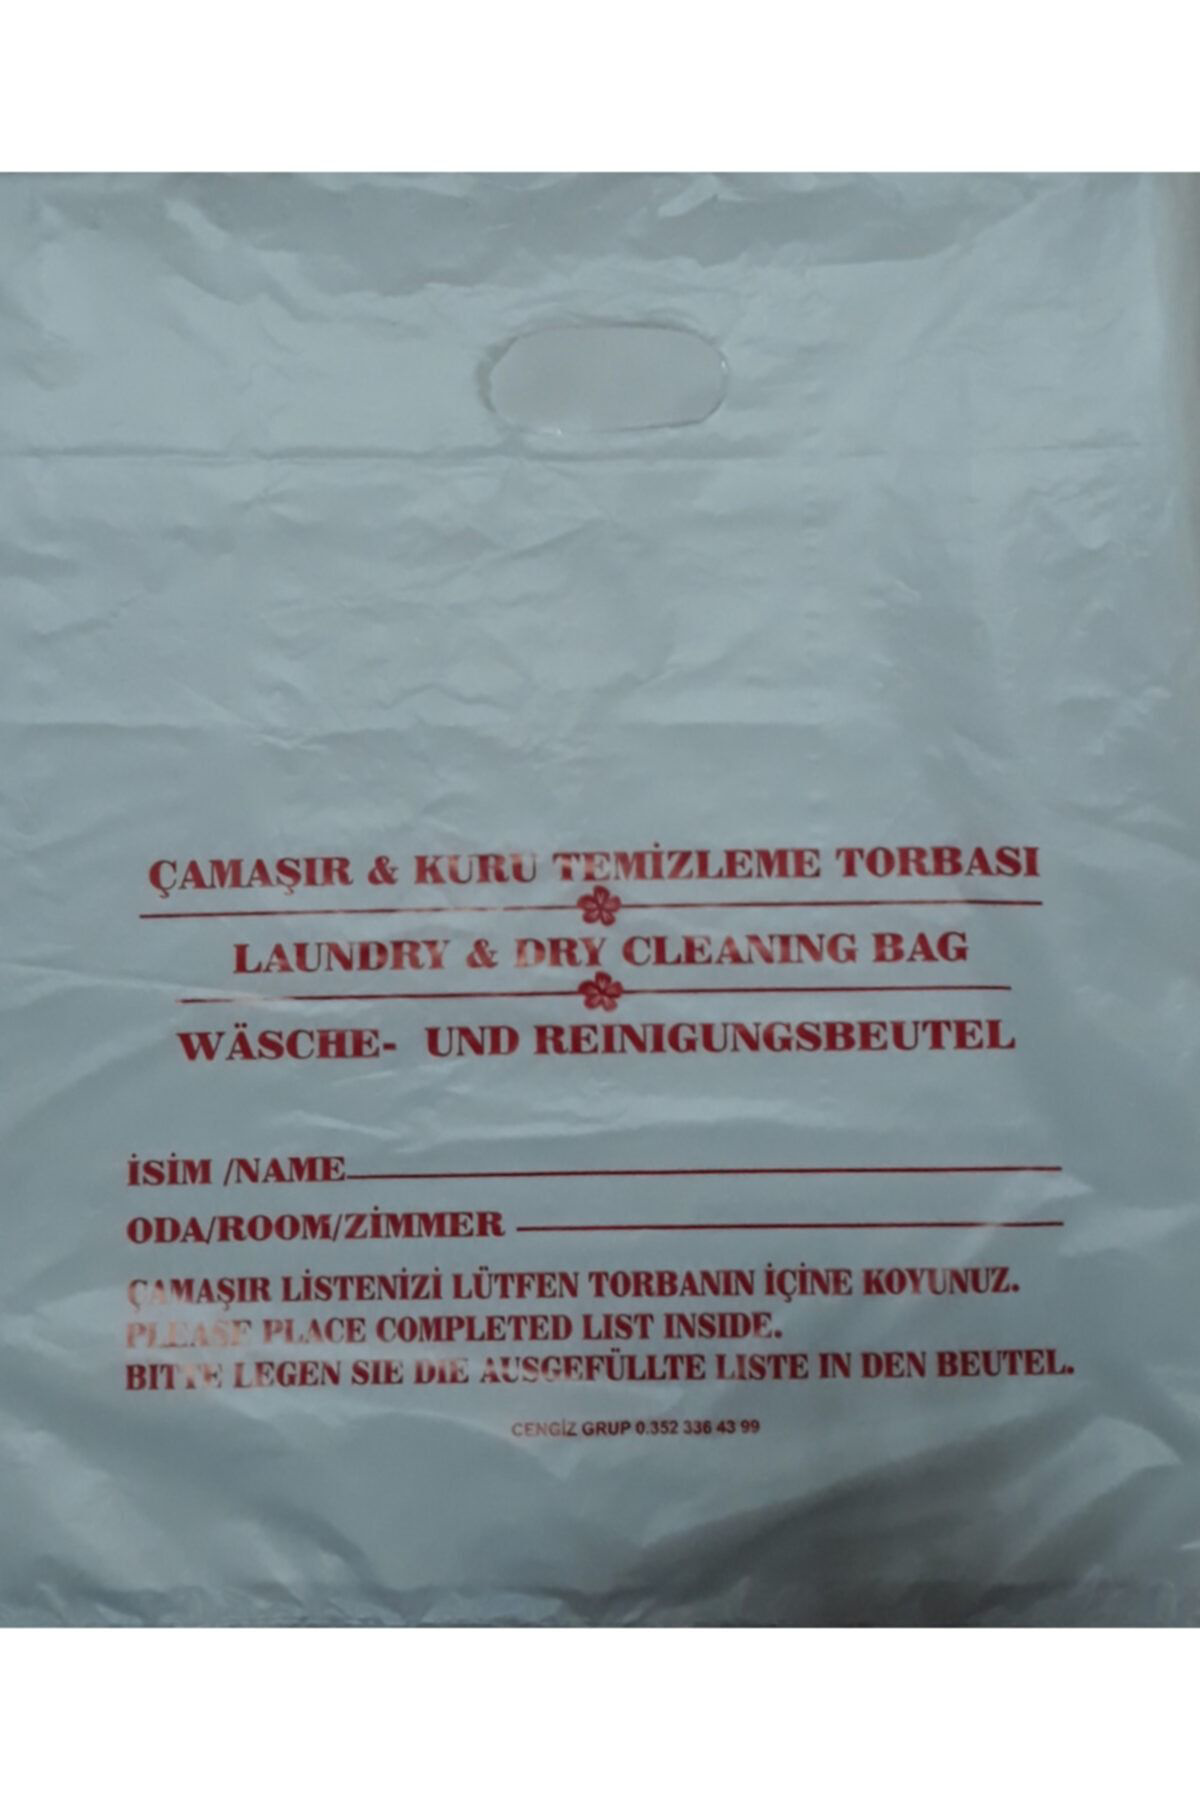 ÇAMAŞIR & KURU TEMİZLEME TORBASI
LAUNDRY & DRY CLEANING BAG
WÄSCHE- UND REINIGUNGSBEUTEL
İSİM /NAME
ODA/ROOM/ZİMMER
ÇAMAŞIR LİSTENİZİ LÜTFEN TORBANIN İÇİNE KOYUNUZ.
PLEASE PLACE COMPLETED LIST INSIDE.
BITTE LEGEN SIE DIE AUSGEFÜLLTE LISTE IN DEN BEUTEL.
CENGİZ GRUP 0.352 336 43 99